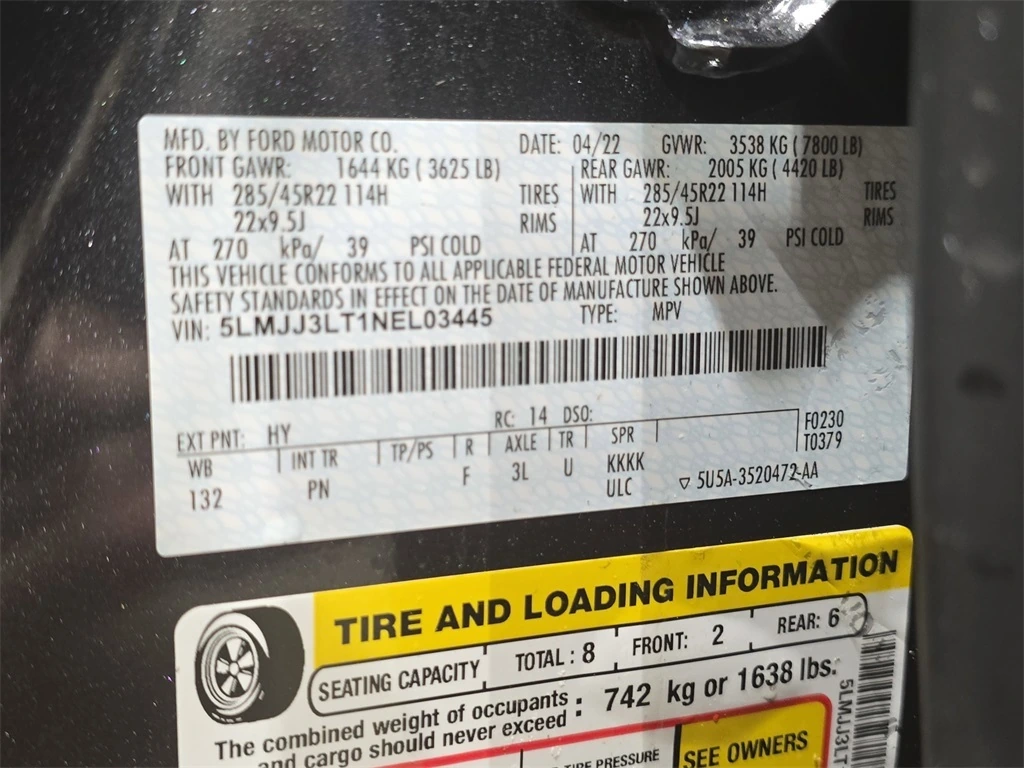 MFD. BY FORD MOTOR CO. DATE: 04/22 GVWR: 3538 KG ( 7800 LB)
FRONT GAWR: 1644 KG ( 3625 LB) REAR GAWR: 2005 KG ( 4420 LB)
WITH 285/45R22 114H TIRES WITH 285/45R22 114H TIRES
22x9.5J RIMS 22x9.5J RIMS
AT 270 kPa/ 39 PSI COLD AT 270 kPa/ 39 PSI COLD
THIS VEHICLE CONFORMS TO ALL APPLICABLE FEDERAL MOTOR VEHICLE
SAFETY STANDARDS IN EFFECT ON THE DATE OF MANUFACTURE SHOWN ABOVE.
VIN: 5LMJJ3LT1NEL03445 TYPE: MPV
EXT PNT: HY RC: 14 DSO: F0230
WB INT TR TP/PS R AXLE TR SPR T0379
132 PN F 3L U KKKK
ULC ▽ 5U5A-3520472-AA
TIRE AND LOADING INFORMATION
SEATING CAPACITY TOTAL : 8 FRONT: 2 REAR: 6
The combined weight of occupants
and cargo should never exceed : 742 kg or 1638 lbs.
TIRE PRESSURE SEE OWNERS
5LMJJ3LT